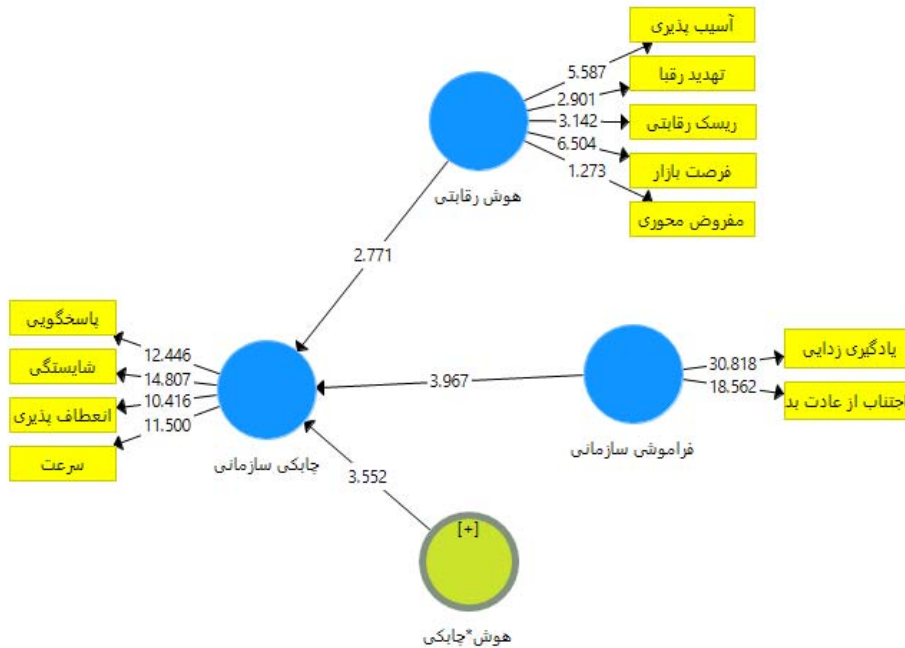 آسیب پذیری
5.587
تهدید رقبا
2.901
ریسک رقابتی
3.142
6.504
فرصت بازار
1.273
مفروض محوری
هوش رقابتی
2.771
پاسخگویی
12.446
شایستگی
14.807
انعطاف پذیری
10.416
11.500
سرعت
چابکی سازمانی
3.967
یادگیری زدایی
30.818
18.562
اجتناب از عادت بد
فراموشی سازمانی
3.552
[+]
هوش*چابکی